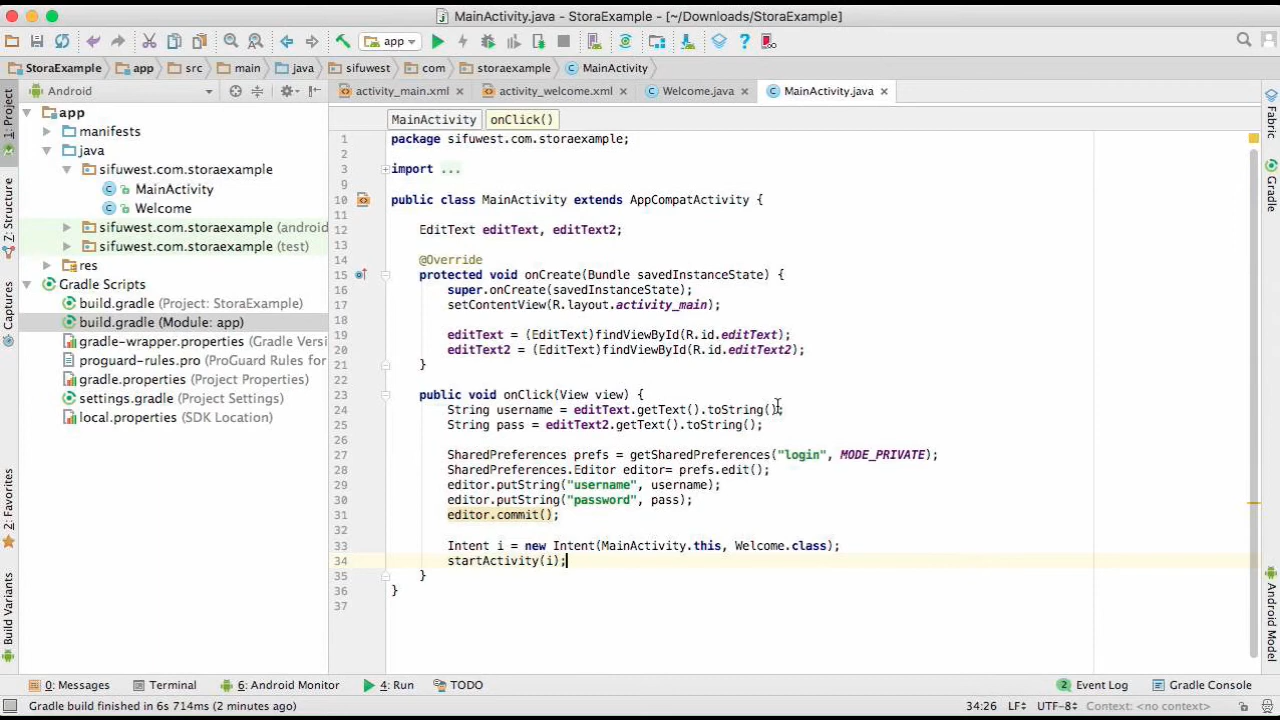 MainActivity.java - StoraExample - [~/Downloads/StoraExample]
app
StoraExample app src main java sifuwest com storaexample MainActivity
Android
activity_main.xml activity_welcome.xml Welcome.java MainActivity.java
MainActivity onClick()
1: Project
Z: Structure
Captures
2: Favorites
Build Variants
app
manifests
java
sifuwest.com.storaexample
MainActivity
Welcome
sifuwest.com.storaexample (android
sifuwest.com.storaexample (test)
res
Gradle Scripts
build.gradle (Project: StoraExample)
build.gradle (Module: app)
gradle-wrapper.properties (Gradle Versi
proguard-rules.pro (ProGuard Rules for
gradle.properties (Project Properties)
settings.gradle (Project Settings)
local.properties (SDK Location)
1 package sifuwest.com.storaexample;
2
3 import ...
9
10 public class MainActivity extends AppCompatActivity {
11
12 EditText editText, editText2;
13
14 @Override
15 protected void onCreate(Bundle savedInstanceState) {
16 super.onCreate(savedInstanceState);
17 setContentView(R.layout.activity_main);
18
19 editText = (EditText)findViewById(R.id.editText);
20 editText2 = (EditText)findViewById(R.id.editText2);
21 }
22
23 public void onClick(View view) {
24 String username = editText.getText().toString();
25 String pass = editText2.getText().toString();
26
27 SharedPreferences prefs = getSharedPreferences("login", MODE_PRIVATE);
28 SharedPreferences.Editor editor= prefs.edit();
29 editor.putString("username", username);
30 editor.putString("password", pass);
31 editor.commit();
32
33 Intent i = new Intent(MainActivity.this, Welcome.class);
34 startActivity(i);
35 }
36 }
37
Fabric
Gradle
Android Model
0: Messages Terminal 6: Android Monitor 4: Run TODO Event Log Gradle Console
2
Gradle build finished in 6s 714ms (2 minutes ago) 34:26 LF÷ UTF-8÷ Context: <no context>